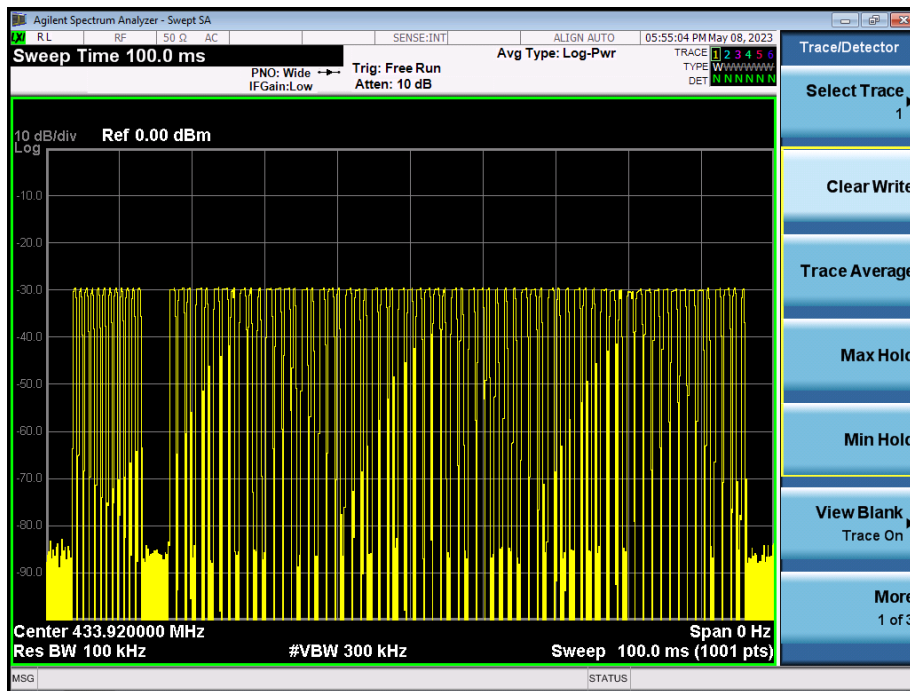 Agilent Spectrum Analyzer - Swept SA
LXI RL RF 50 Ω AC SENSE:INT ALIGN AUTO 05:55:04 PM May 08, 2023
Sweep Time 100.0 ms
PNO: Wide
IFGain:Low
Trig: Free Run
Atten: 10 dB
Avg Type: Log-Pwr
TRACE 1 2 3 4 5 6
TYPE WWWWWW
DET N N N N N N
10 dB/div Ref 0.00 dBm
Log
-10.0
-20.0
-30.0
-40.0
-50.0
-60.0
-70.0
-80.0
-90.0
Center 433.920000 MHz Span 0 Hz
Res BW 100 kHz #VBW 300 kHz Sweep 100.0 ms (1001 pts)
MSG STATUS
Trace/Detector
Select Trace
1
Clear Write
Trace Average
Max Hold
Min Hold
View Blank
Trace On
More
1 of 3